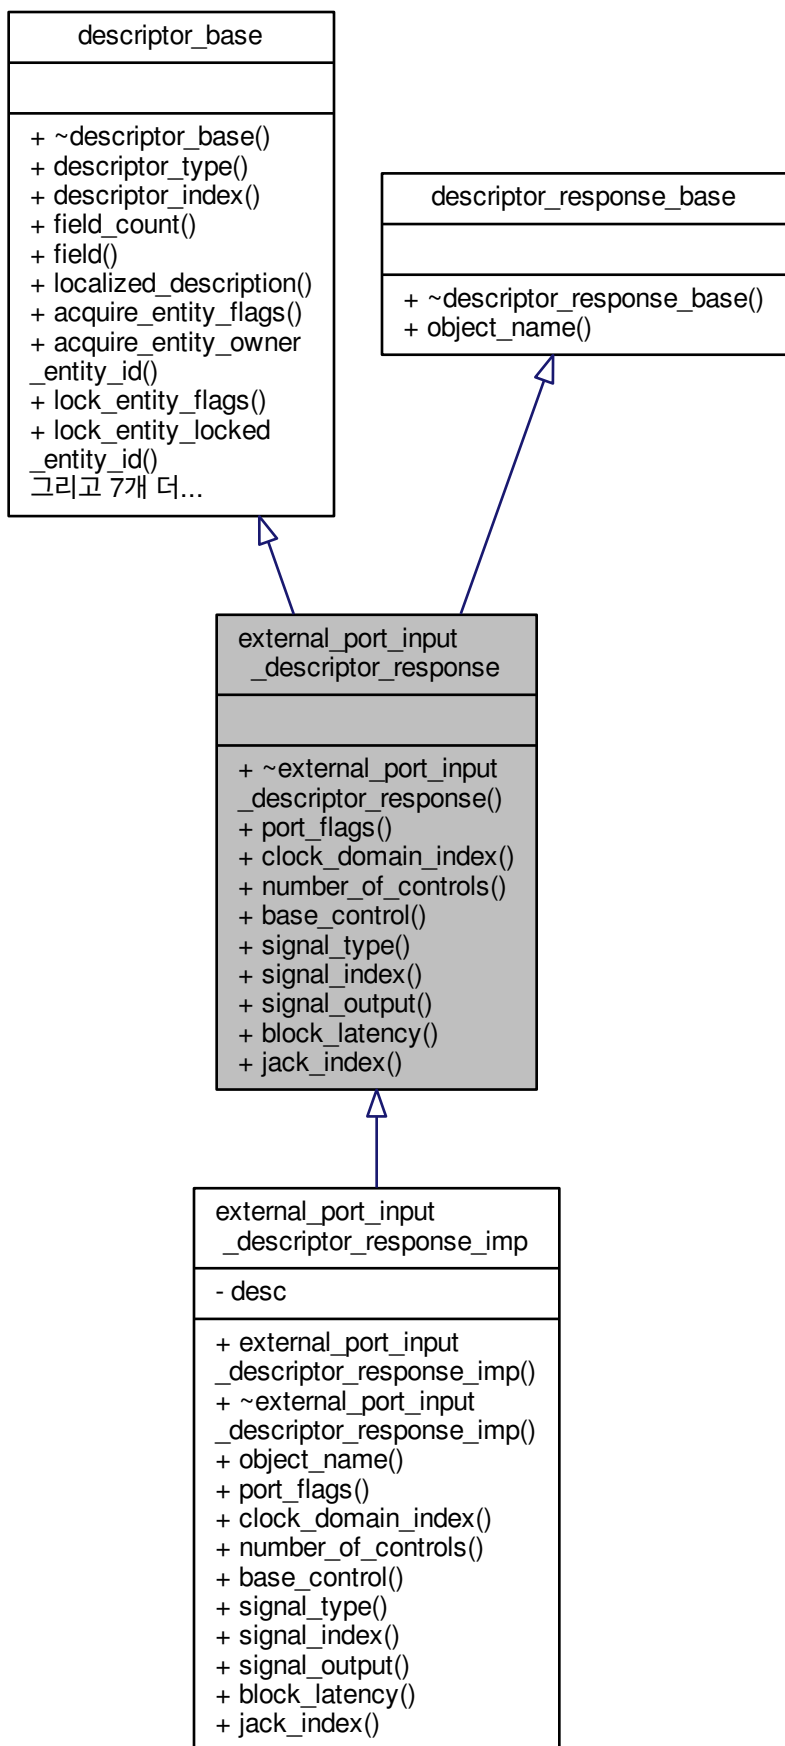 descriptor_base
+ ~descriptor_base()
+ descriptor_type()
+ descriptor_index()
+ field_count()
+ field()
+ localized_description()
+ acquire_entity_flags()
+ acquire_entity_owner
_entity_id()
+ lock_entity_flags()
+ lock_entity_locked
_entity_id()
그리고 7개 더...
descriptor_response_base
+ ~descriptor_response_base()
+ object_name()
external_port_input
_descriptor_response
+ ~external_port_input
_descriptor_response()
+ port_flags()
+ clock_domain_index()
+ number_of_controls()
+ base_control()
+ signal_type()
+ signal_index()
+ signal_output()
+ block_latency()
+ jack_index()
external_port_input
_descriptor_response_imp
- desc
+ external_port_input
_descriptor_response_imp()
+ ~external_port_input
_descriptor_response_imp()
+ object_name()
+ port_flags()
+ clock_domain_index()
+ number_of_controls()
+ base_control()
+ signal_type()
+ signal_index()
+ signal_output()
+ block_latency()
+ jack_index()